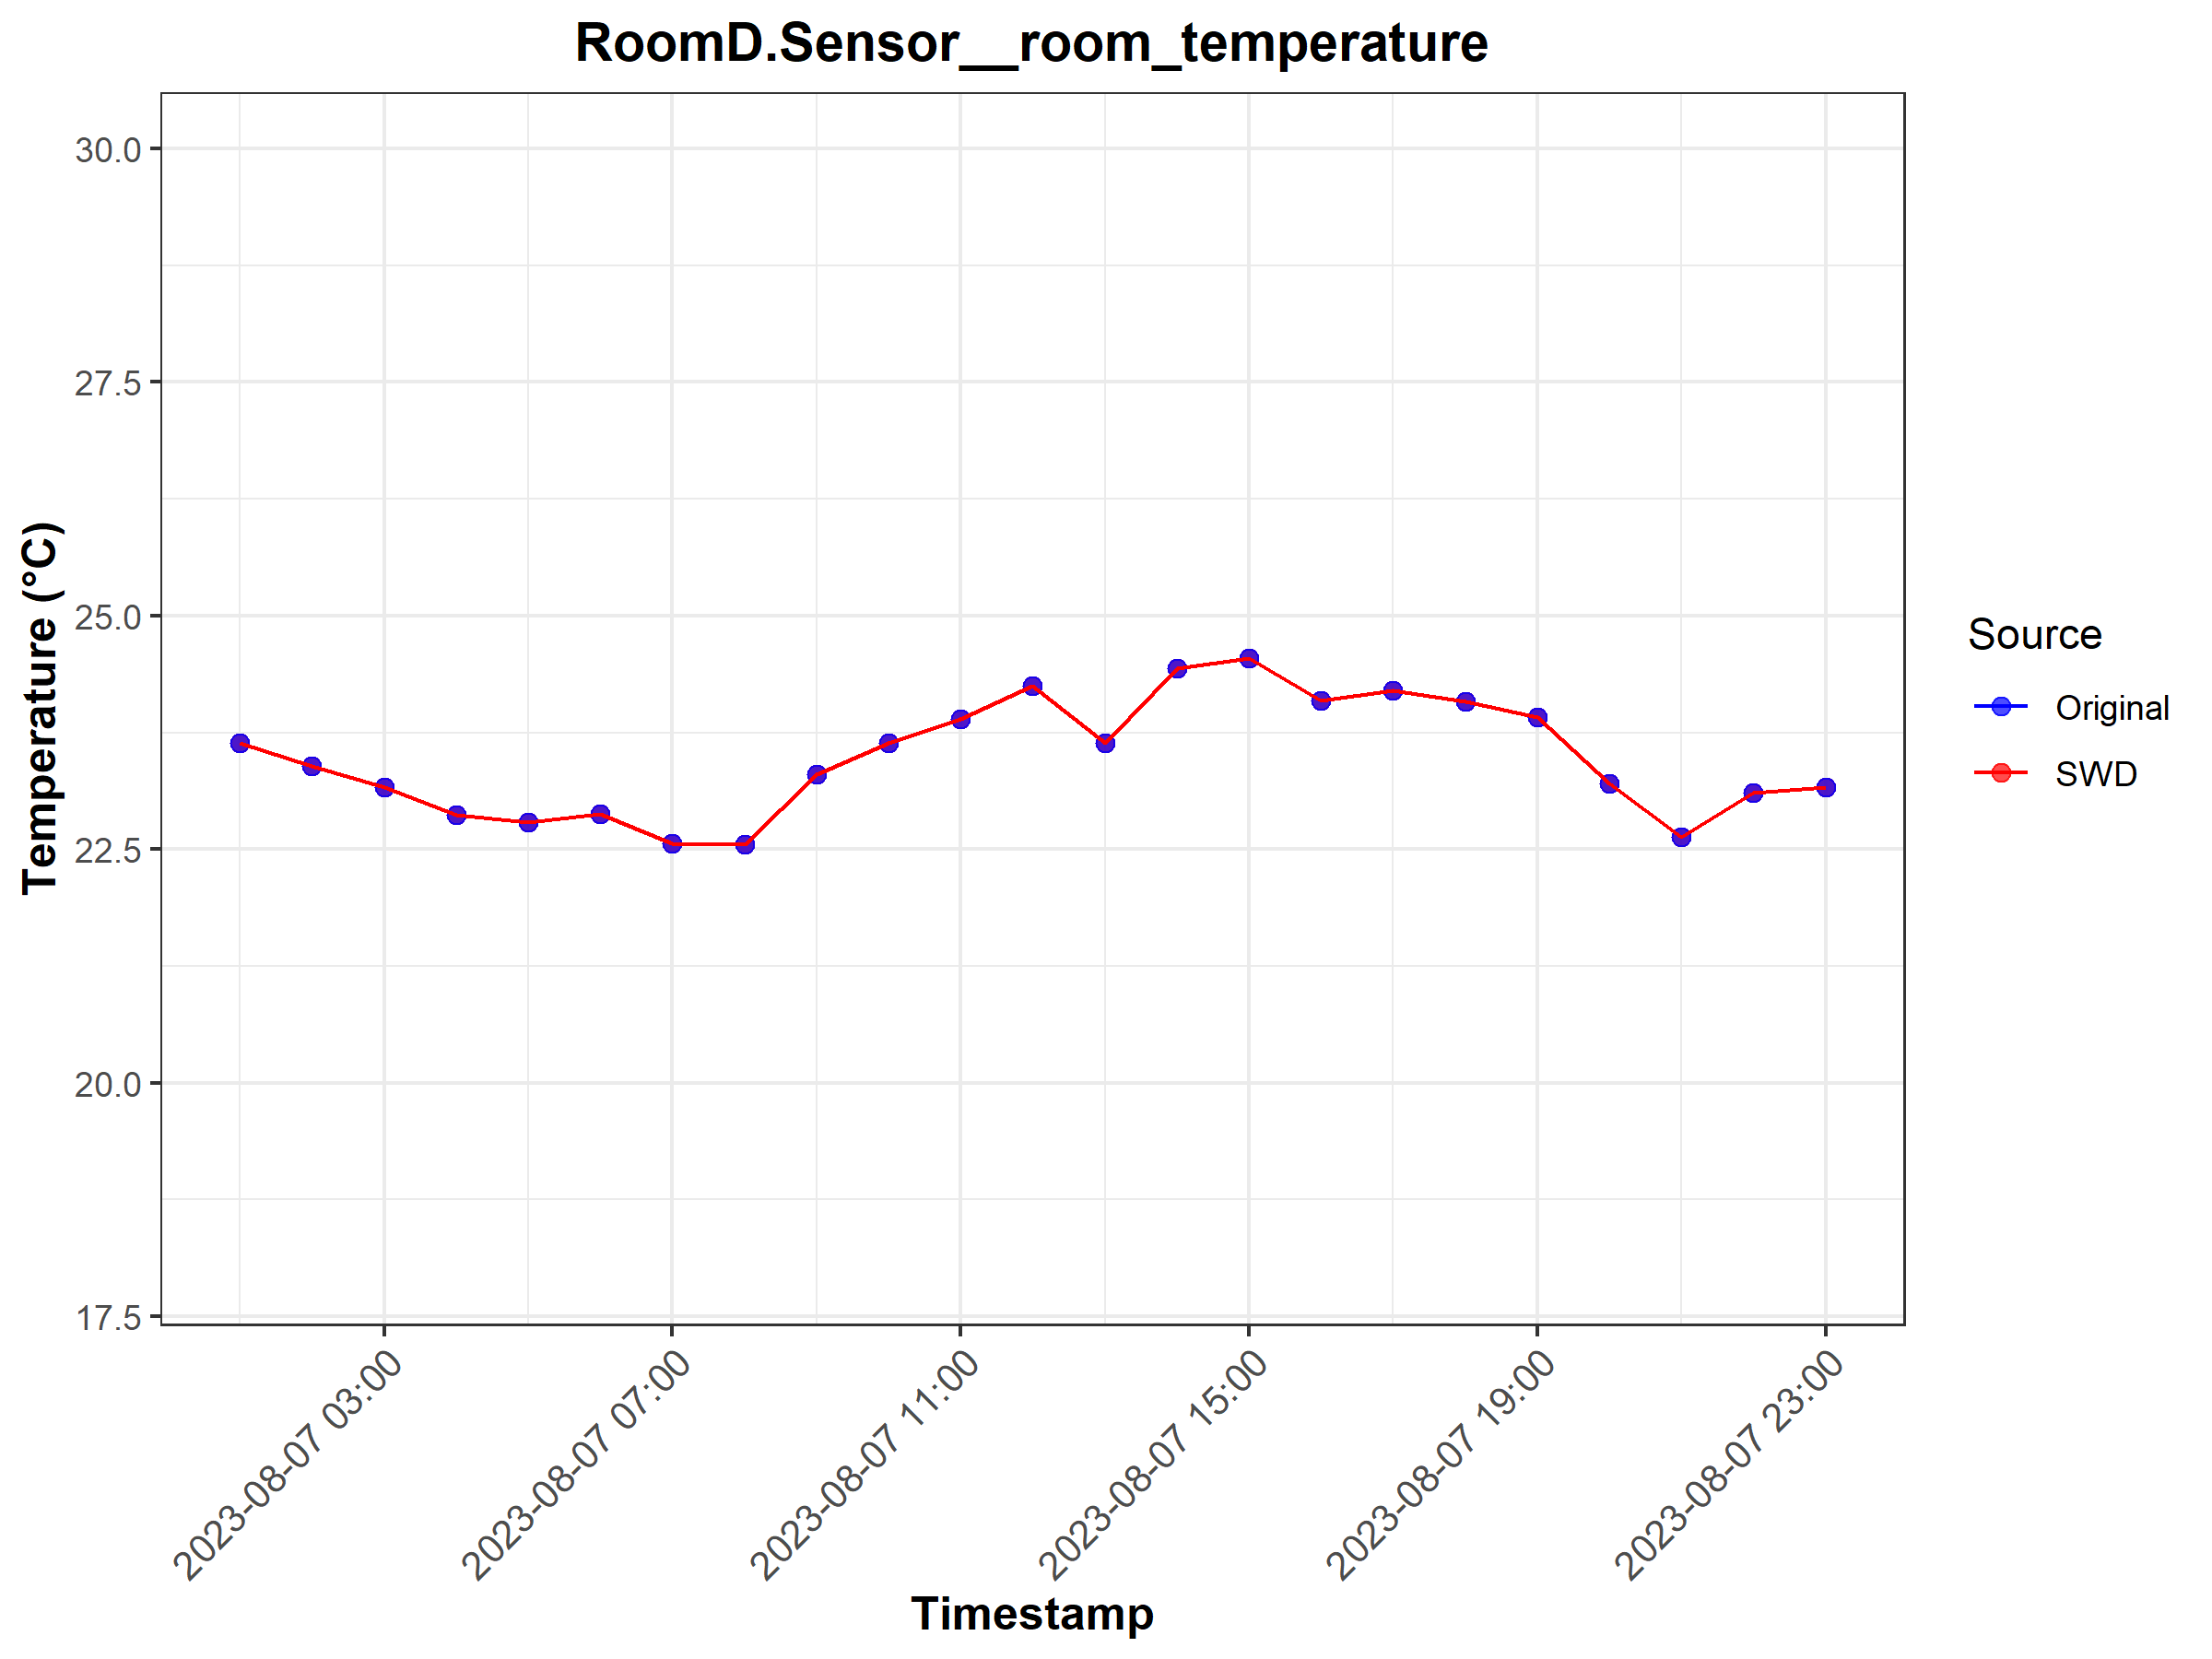 RoomD.Sensor__room_temperature
Temperature (°C)
30.0
27.5
25.0
22.5
20.0
17.5
2023-08-07 03:00
2023-08-07 07:00
2023-08-07 11:00
2023-08-07 15:00
2023-08-07 19:00
2023-08-07 23:00
Timestamp
Source
Original
SWD